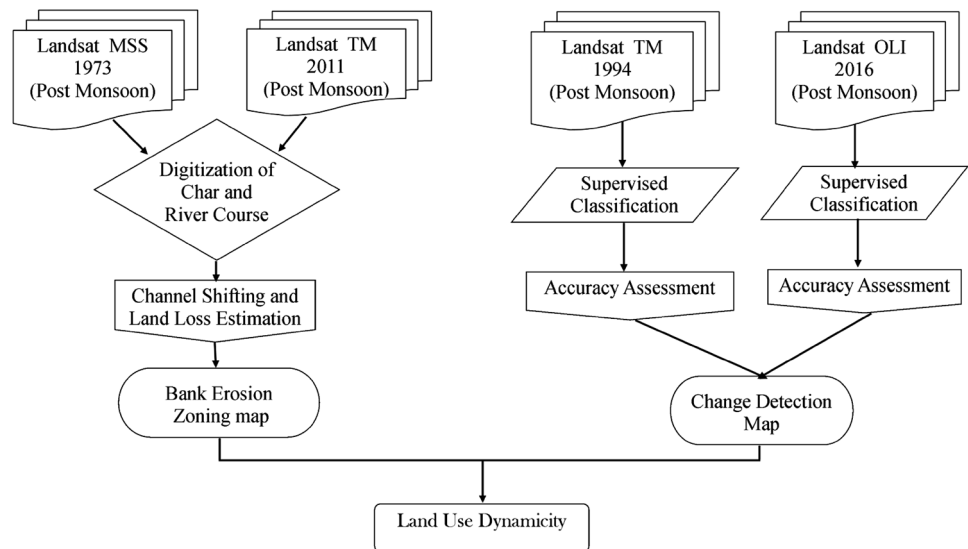 Landsat MSS
1973
(Post Monsoon)
Landsat TM
2011
(Post Monsoon)
Landsat TM
1994
(Post Monsoon)
Landsat OLI
2016
(Post Monsoon)
Digitization of
Char and
River Course
Supervised
Classification
Supervised
Classification
Channel Shifting and
Land Loss Estimation
Accuracy Assessment
Accuracy Assessment
Bank Erosion
Zoning map
Change Detection
Map
Land Use Dynamicity